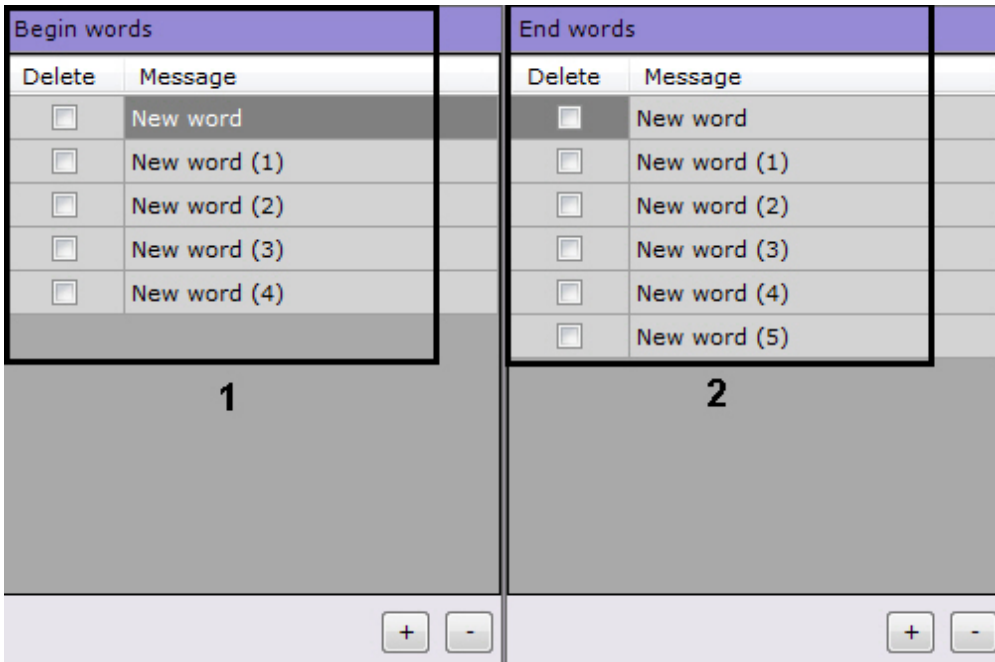 Begin words
Delete Message
New word
New word (1)
New word (2)
New word (3)
New word (4)
1
+ -
End words
Delete Message
New word
New word (1)
New word (2)
New word (3)
New word (4)
New word (5)
2
+ -